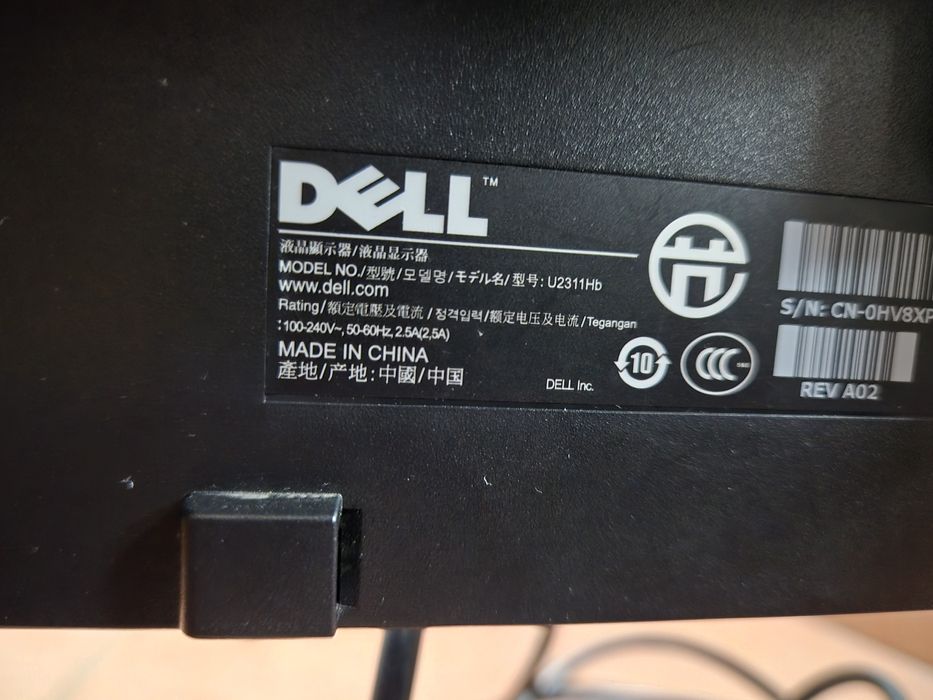 DELL™
液晶顯示器/液晶显示器
MODEL NO./型號/모델명/モデル名/型号: U2311Hb
www.dell.com
Rating/額定電壓及電流/정격입력/额定电压及电流/Tegangan
:100-240V~, 50-60Hz, 2.5A(2,5A)
MADE IN CHINA
產地/产地:中國/中国
DELL Inc.
10
CCC
S/N: CN-0HV8XP
REV A02